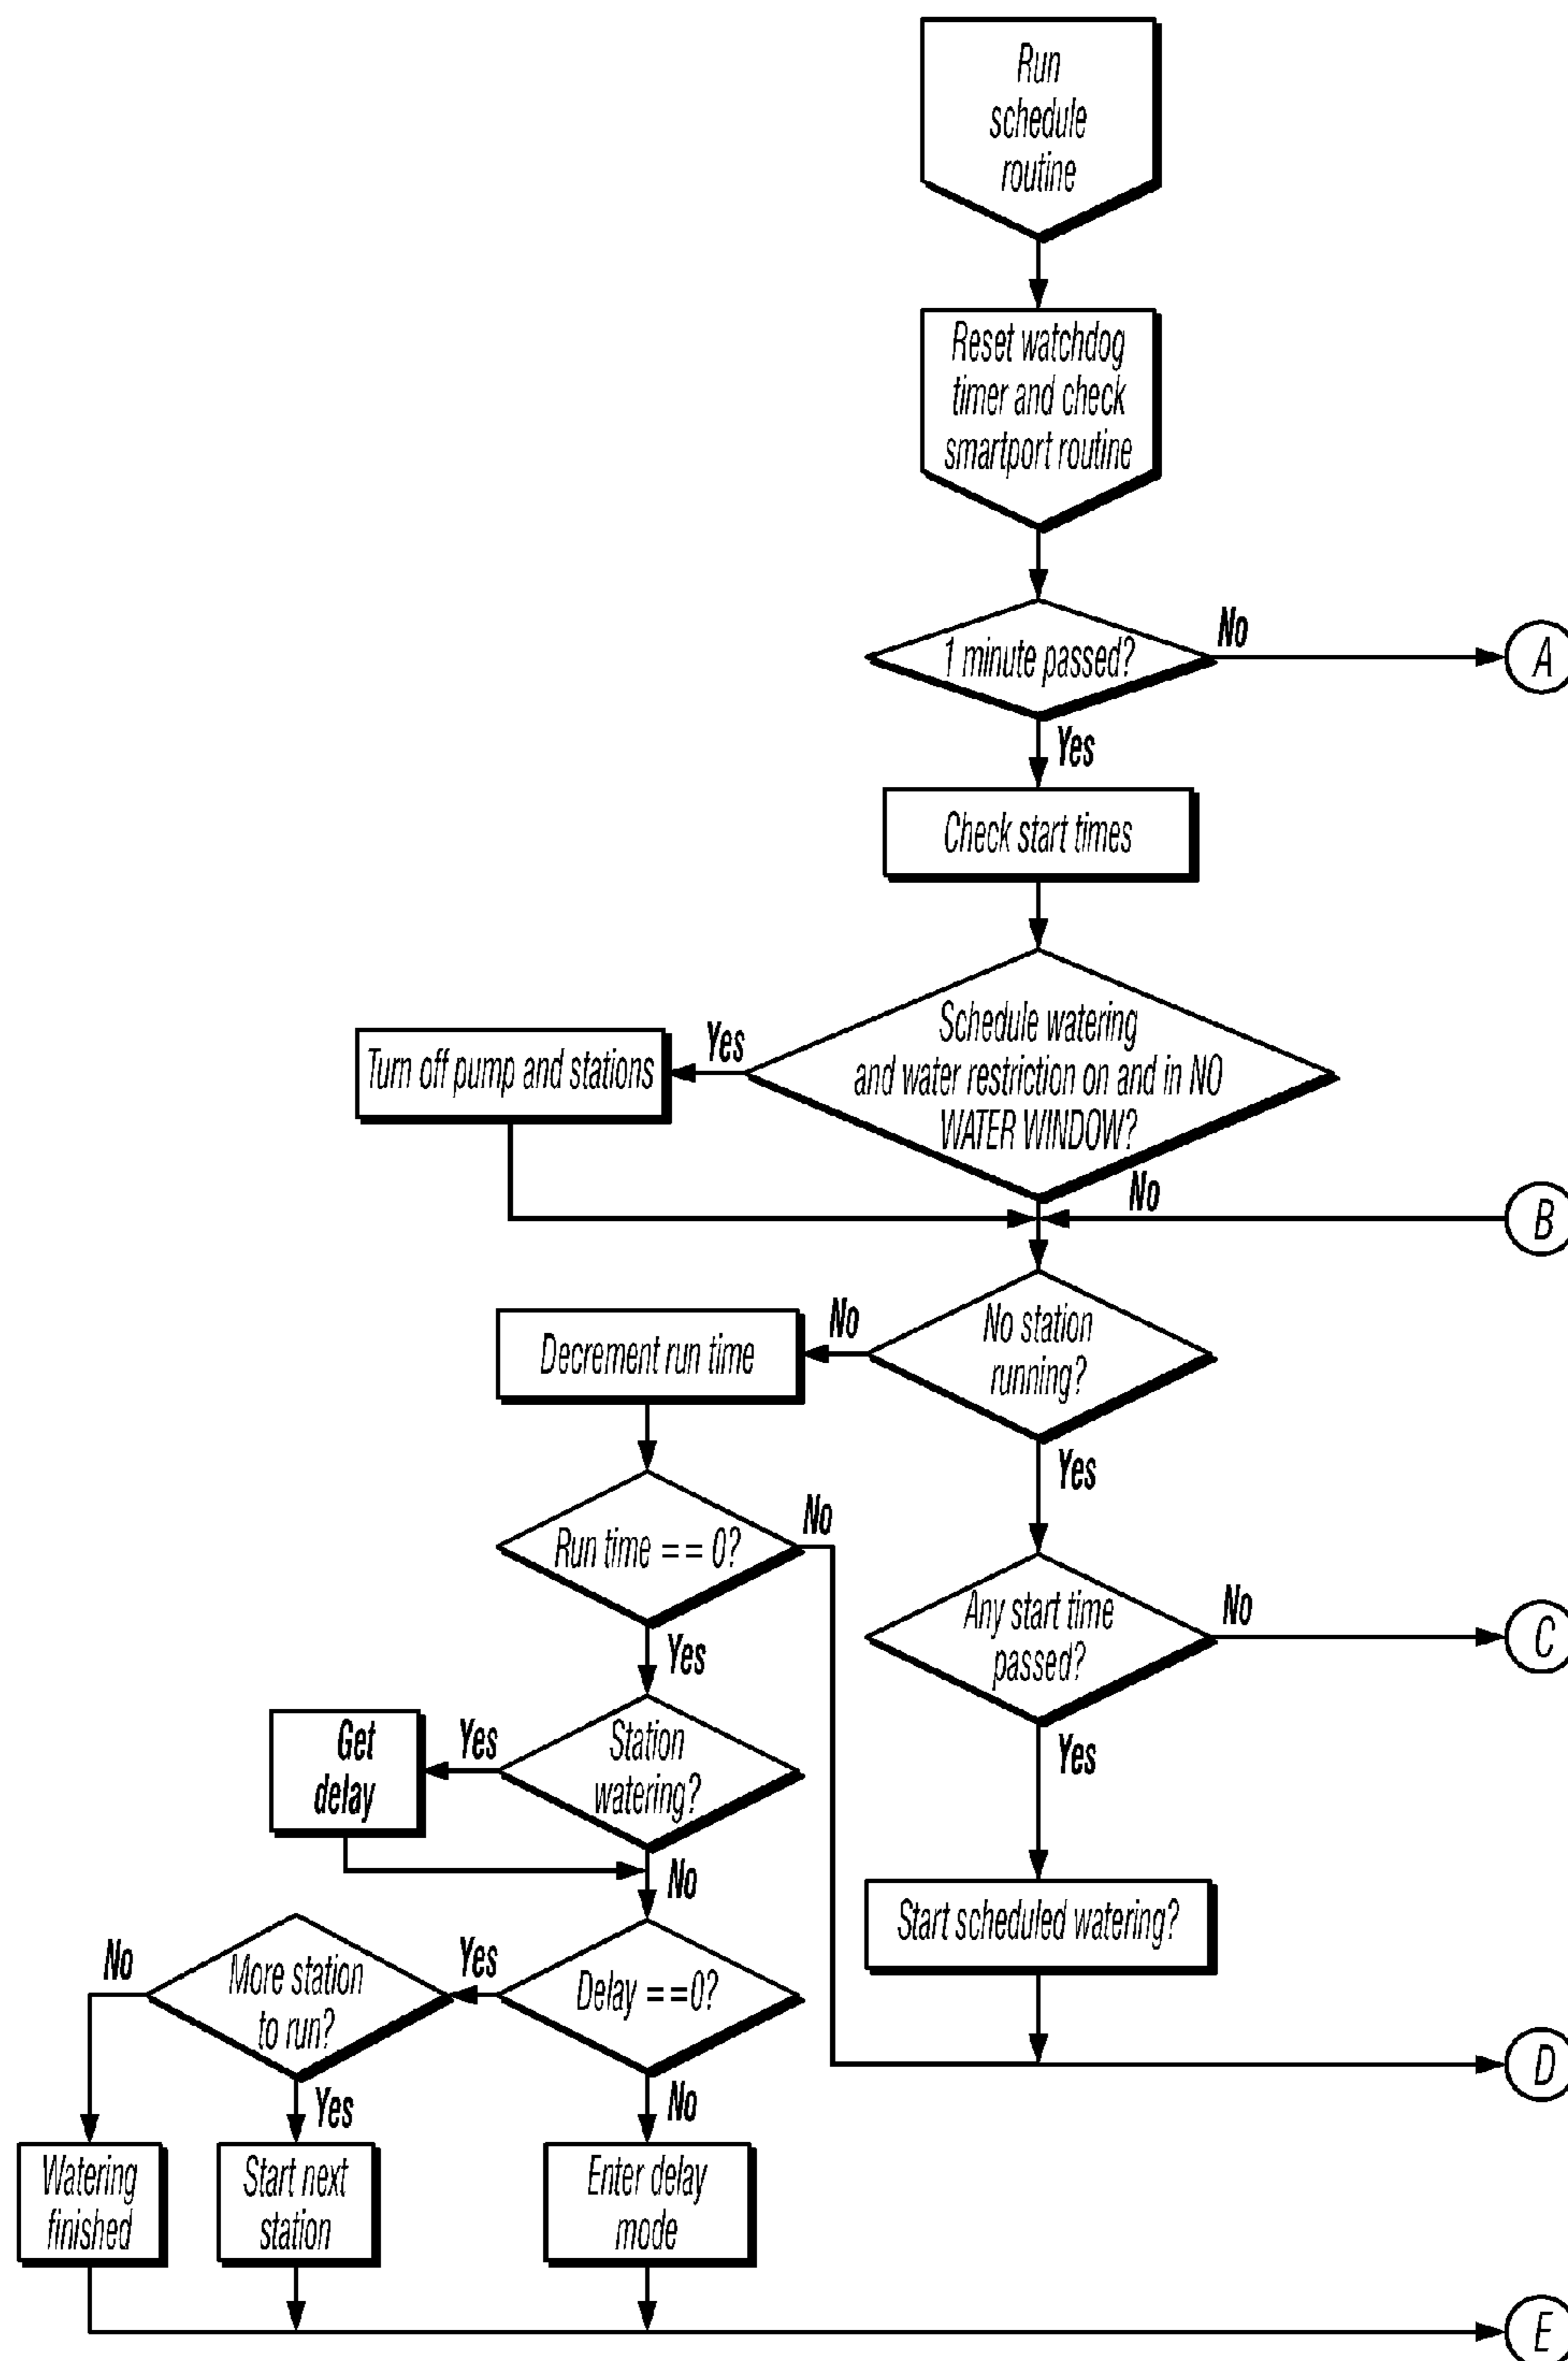 Run
schedule
routine
Reset watchdog
timer and check
smartport routine
1 minute passed?
No
A
Yes
Check start times
Schedule watering
and water restriction on and in NO
WATER WINDOW?
Yes
Turn off pump and stations
No
B
No station
running?
No
Decrement run time
Yes
Run time == 0?
No
Any start time
passed?
No
C
Yes
Yes
Station
watering?
Yes
Get
delay
No
Start scheduled watering?
Delay ==0?
Yes
More station
to run?
No
D
Yes
No
Watering
finished
Start next
station
Enter delay
mode
E